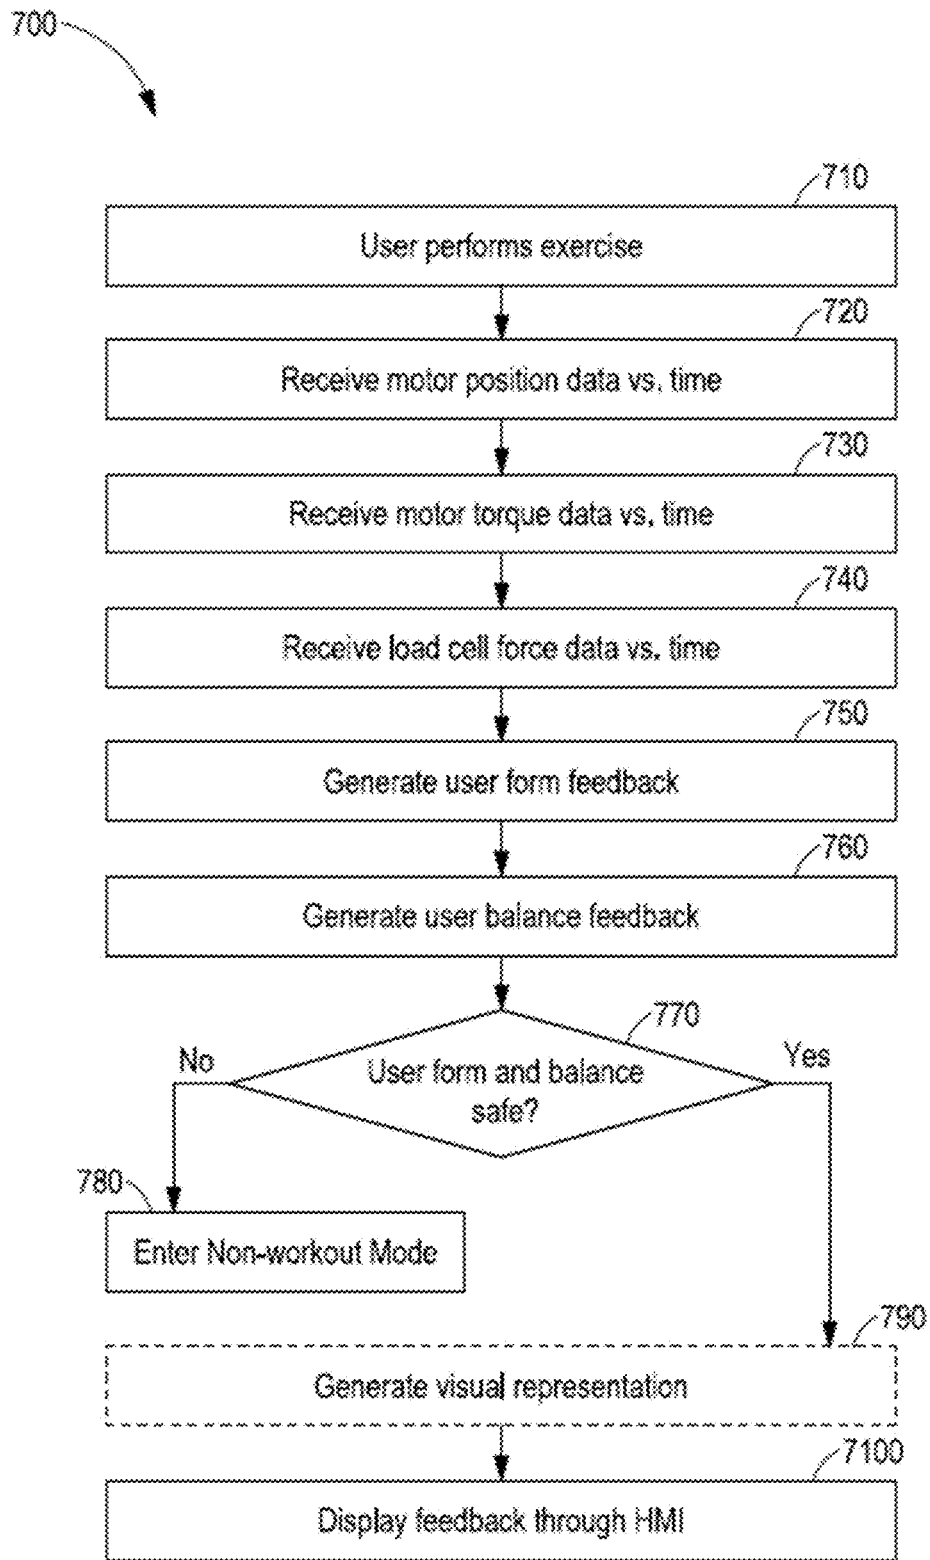 700
710
User performs exercise
720
Receive motor position data vs. time
730
Receive motor torque data vs. time
740
Receive load cell force data vs. time
750
Generate user form feedback
760
Generate user balance feedback
770
No
Yes
User form and balance
safe?
780
Enter Non-workout Mode
790
Generate visual representation
7100
Display feedback through HMI